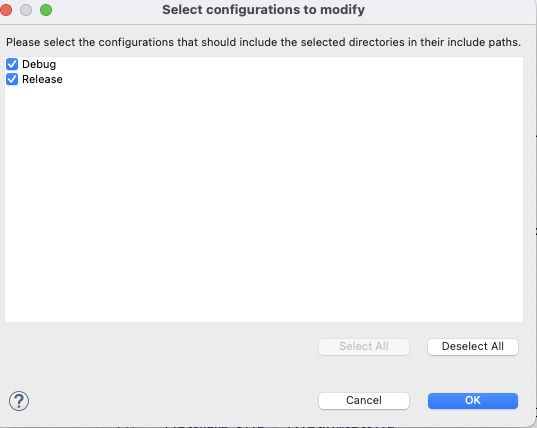 Select configurations to modify
Please select the configurations that should include the selected directories in their include paths.
Debug
Release
Select All
Deselect All
?
Cancel
OK